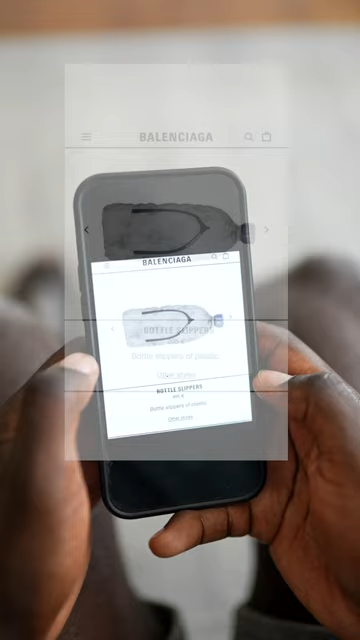 BALENCIAGA
BOTTLE SLIPPERS
Bottle slippers of plastic
Other styles
BALENCIAGA
BOTTLE SLIPPERS
Bottle slippers of plastic
Other styles